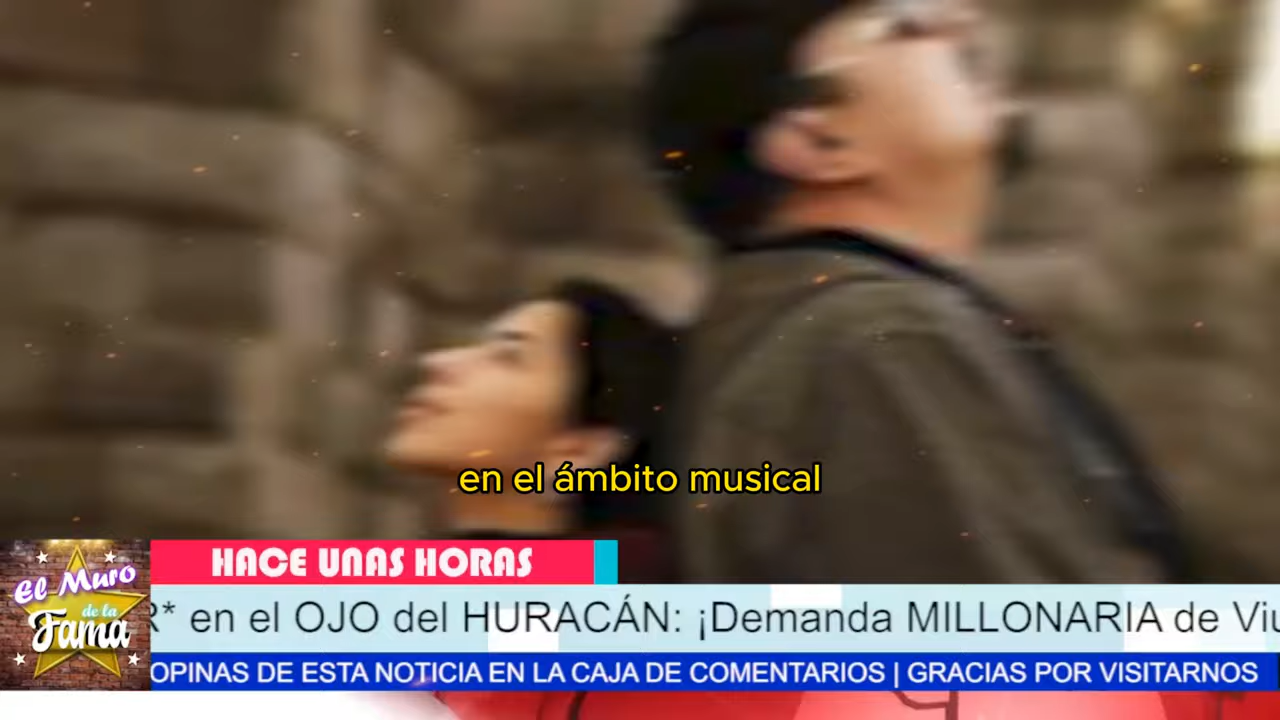 en el ámbito musical
HACE UNAS HORAS
El Muro
de la
Fama
R* en el OJO del HURACÁN: ¡Demanda MILLONARIA de Viu
OPINAS DE ESTA NOTICIA EN LA CAJA DE COMENTARIOS | GRACIAS POR VISITARNOS